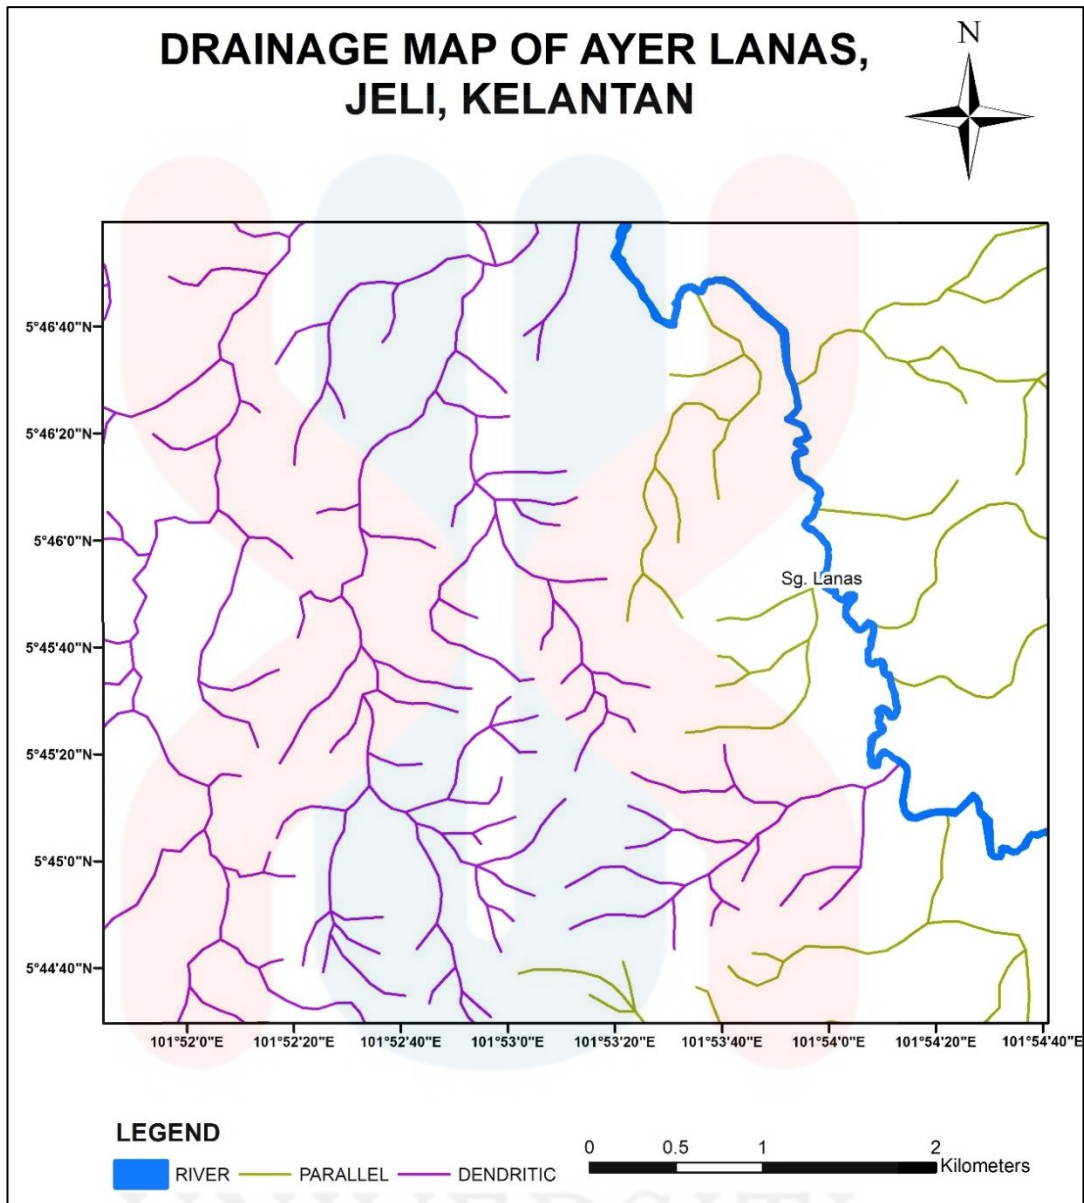 DRAINAGE MAP OF AYER LANAS,
JELI, KELANTAN
N
5°46'40"N
5°46'20"N
5°46'0"N
5°45'40"N
5°45'20"N
5°45'0"N
5°44'40"N
Sg. Lanas
101°52'0"E 101°52'20"E 101°52'40"E 101°53'0"E 101°53'20"E 101°53'40"E 101°54'0"E 101°54'20"E 101°54'40"E
LEGEND
RIVER PARALLEL DENDRITIC
0 0.5 1 2
Kilometers
UNIVERSITI